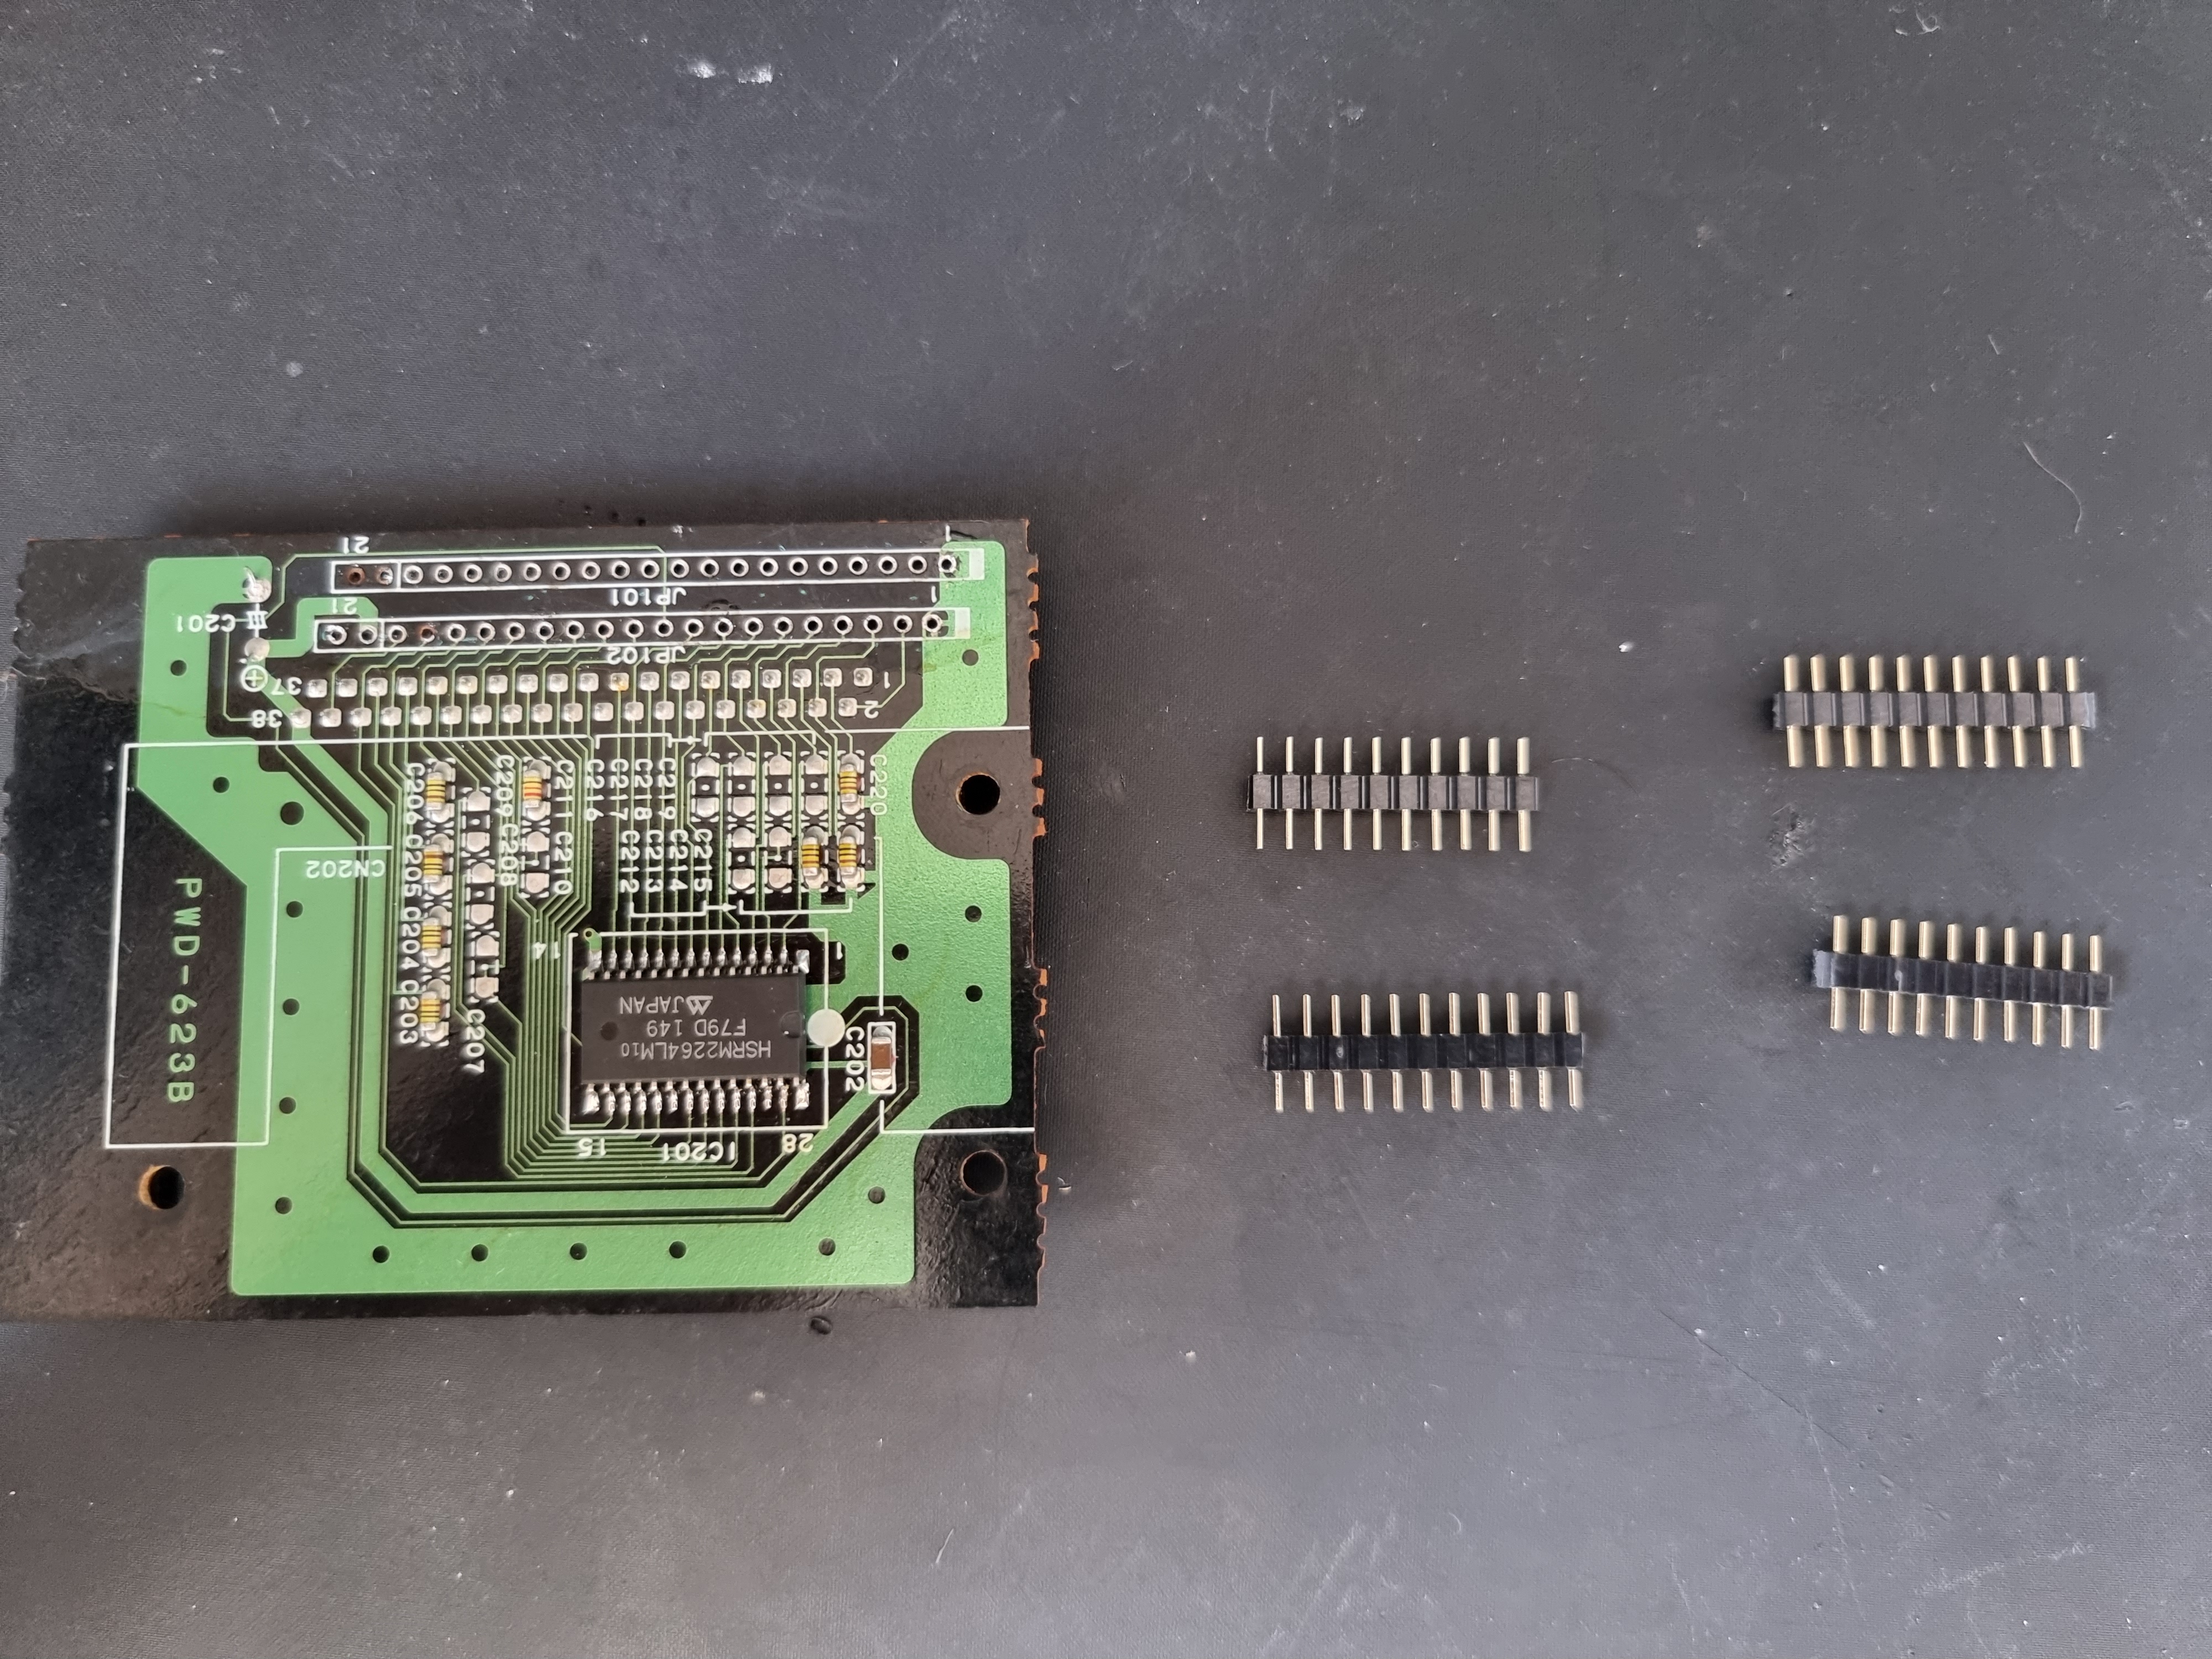 IC201
28
15
C202
HSRM2264LM10
F79D 149
JAPAN
1
14
C207
C203
C204
C205
C206
C215
C214
C213
C212
C210
C208
C211
C209
C220
C219
C218
C217
C216
CN202
PWD-623B
2
38
1
37
JP102
C201
1
21
JP101
21